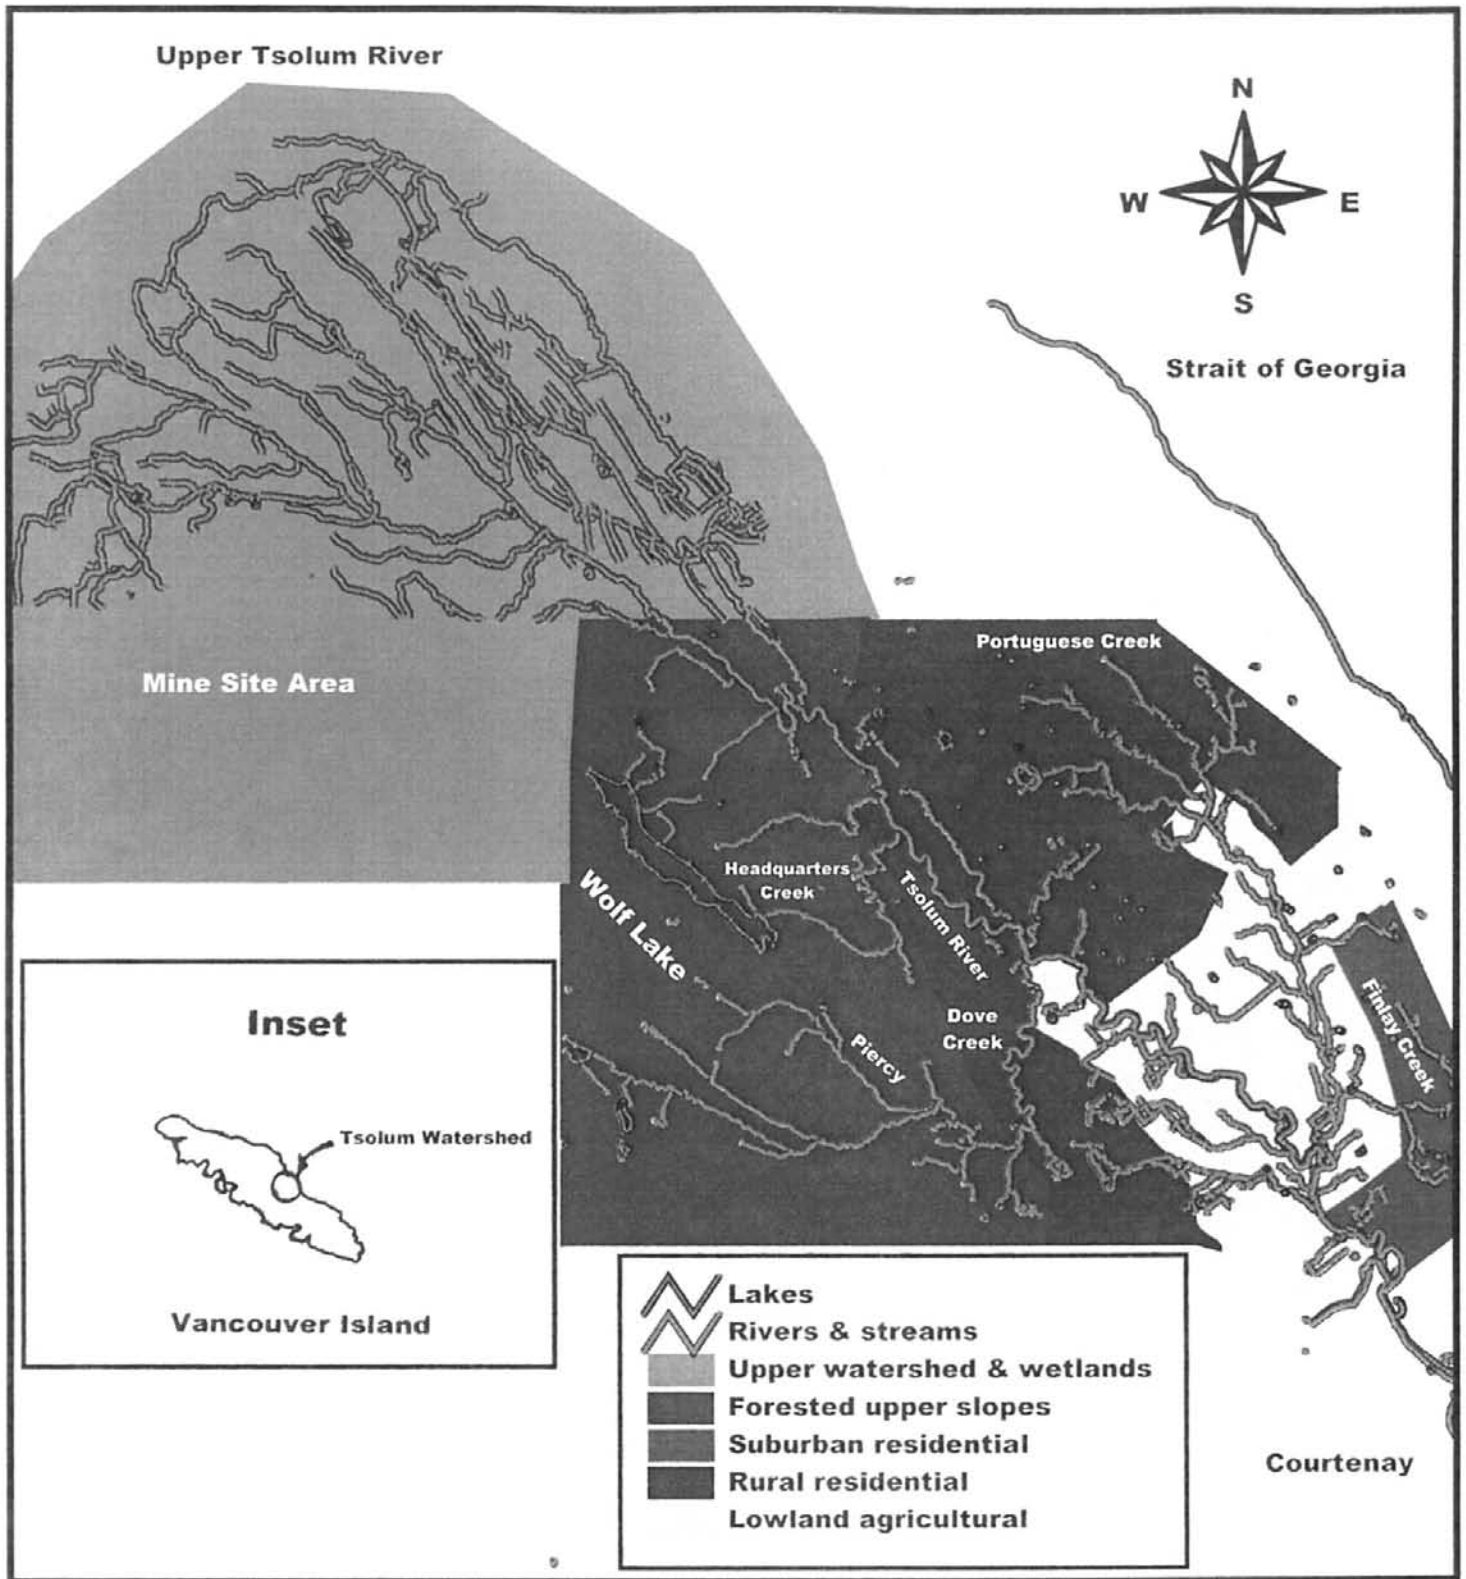 Upper Tsolum River
N
W
E
S
Strait of Georgia
Portuguese Creek
Mine Site Area
Headquarters
Creek
Tsolum River
Wolf Lake
Finlay Creek
Dove
Creek
Piercy
Inset
Tsolum Watershed
Vancouver Island
Lakes
Rivers & streams
Upper watershed & wetlands
Forested upper slopes
Suburban residential
Rural residential
Lowland agricultural
Courtenay